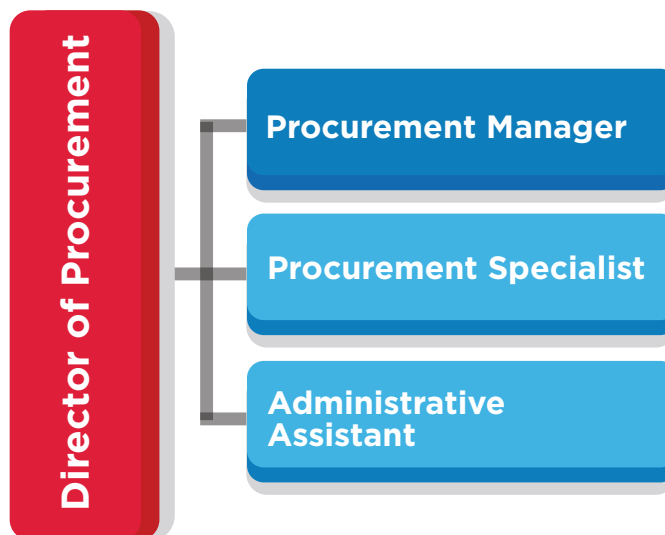 Director of Procurement
Procurement Manager
Procurement Specialist
Administrative
Assistant